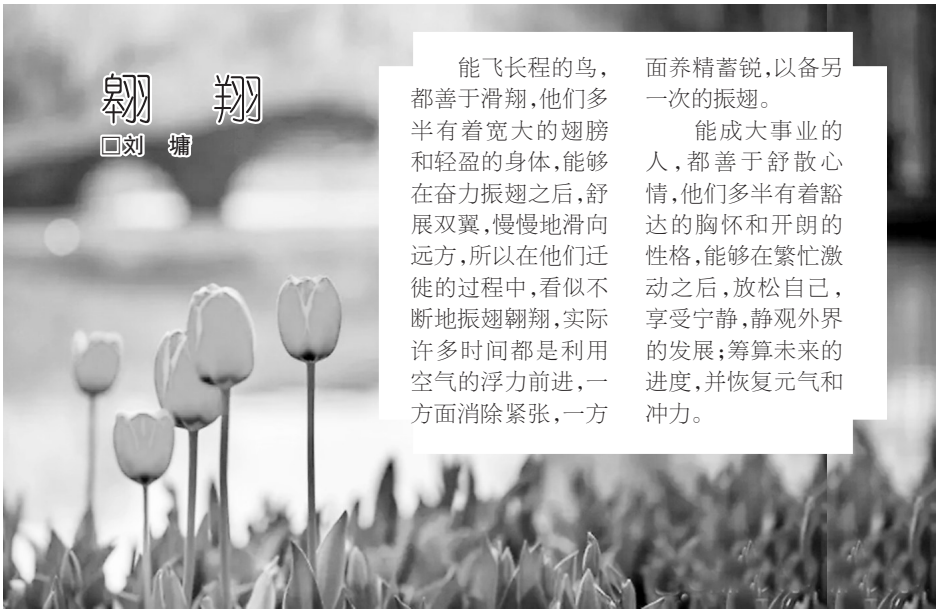 翱 翔
□刘 墉
能飞长程的鸟,
都善于滑翔,他们多
半有着宽大的翅膀
和轻盈的身体,能够
在奋力振翅之后,舒
展双翼,慢慢地滑向
远方,所以在他们迁
徙的过程中,看似不
断地振翅翱翔,实际
许多时间都是利用
空气的浮力前进,一
方面消除紧张,一方
面养精蓄锐,以备另
一次的振翅。
能成大事业的
人,都善于舒散心
情,他们多半有着豁
达的胸怀和开朗的
性格,能够在繁忙激
动之后,放松自己,
享受宁静,静观外界
的发展;筹算未来的
进度,并恢复元气和
冲力。